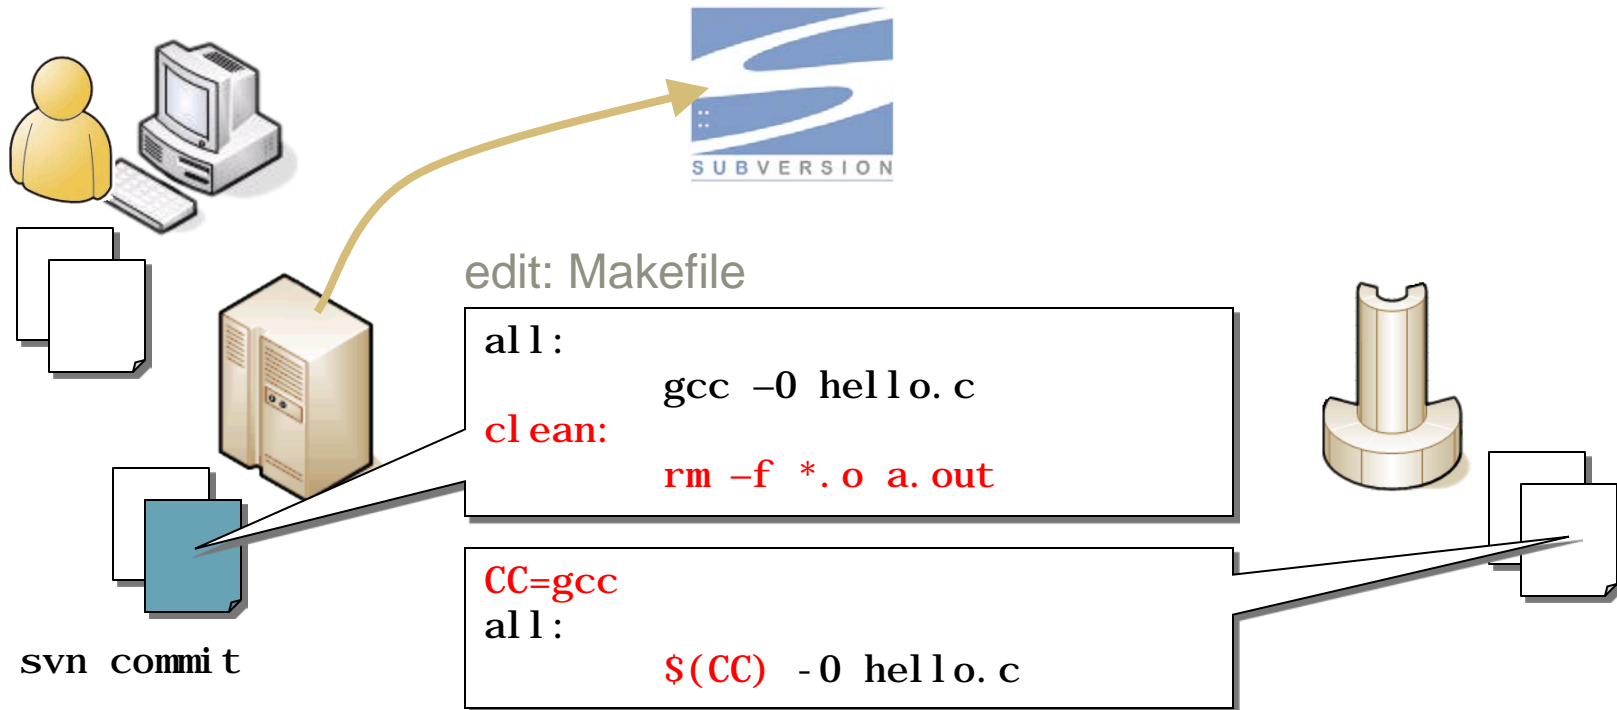 SUBVERSION
edit: Makefile
all:
gcc –O hello.c
clean:
rm –f *.o a.out
CC=gcc
all:
$(CC) -O hello.c
svn commit